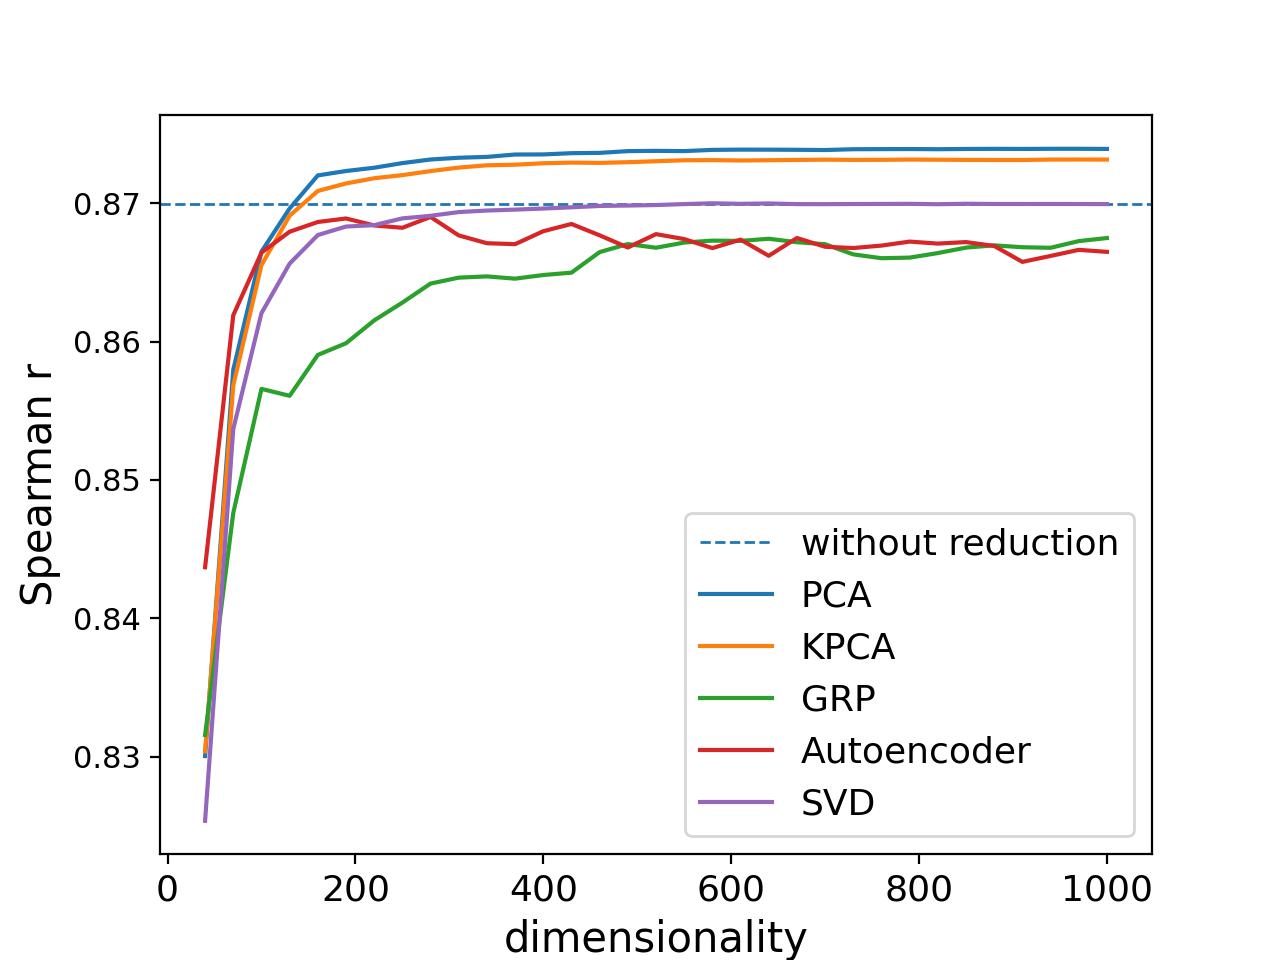 0.87
0.86
0.85
0.84
0.83
Spearman r
without reduction
PCA
KPCA
GRP
Autoencoder
SVD
0 200 400 600 800 1000
dimensionality